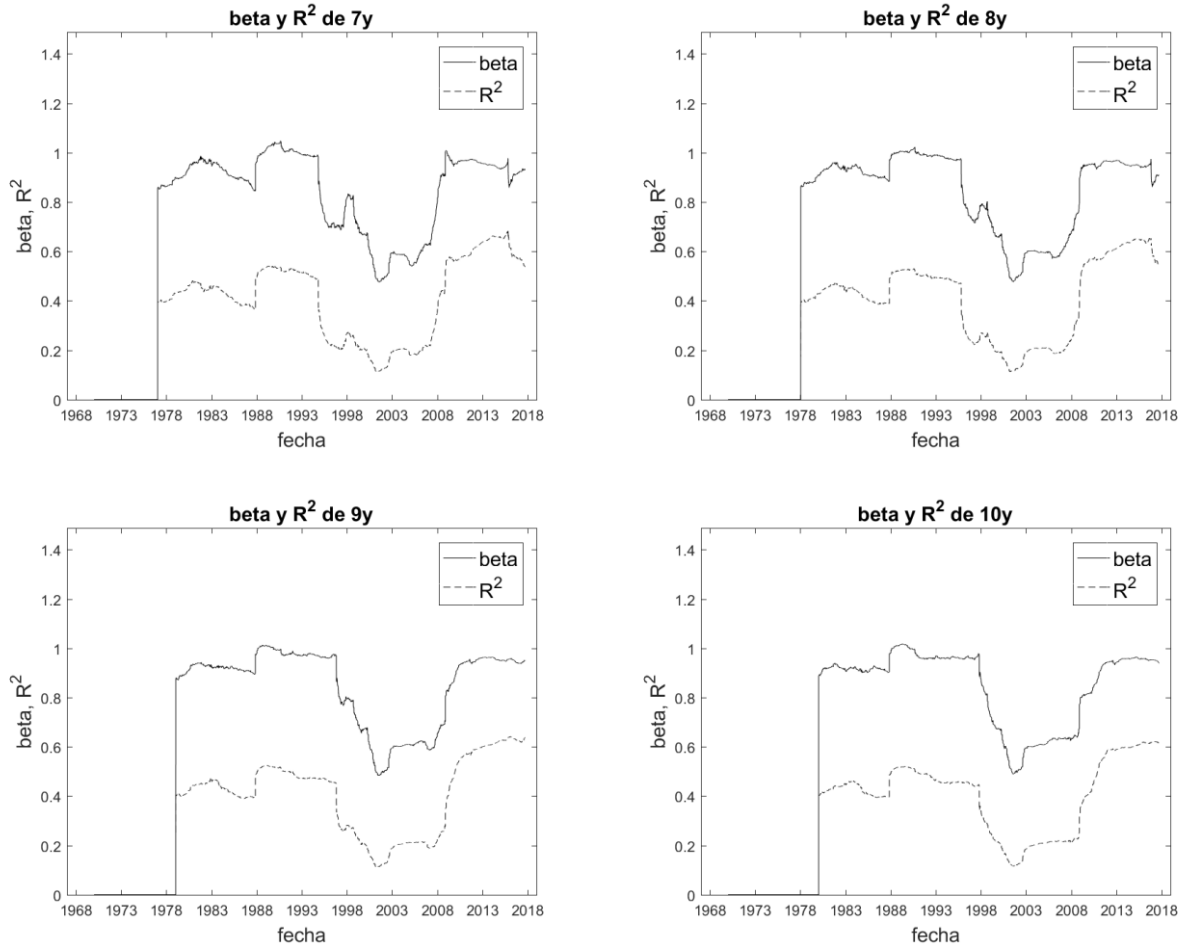 beta y R² de 7y
beta
R²
beta, R²
1.4
1.2
1
0.8
0.6
0.4
0.2
0
1968 1973 1978 1983 1988 1993 1998 2003 2008 2013 2018
fecha
beta y R² de 8y
beta
R²
beta, R²
1.4
1.2
1
0.8
0.6
0.4
0.2
0
1968 1973 1978 1983 1988 1993 1998 2003 2008 2013 2018
fecha
beta y R² de 9y
beta
R²
beta, R²
1.4
1.2
1
0.8
0.6
0.4
0.2
0
1968 1973 1978 1983 1988 1993 1998 2003 2008 2013 2018
fecha
beta y R² de 10y
beta
R²
beta, R²
1.4
1.2
1
0.8
0.6
0.4
0.2
0
1968 1973 1978 1983 1988 1993 1998 2003 2008 2013 2018
fecha